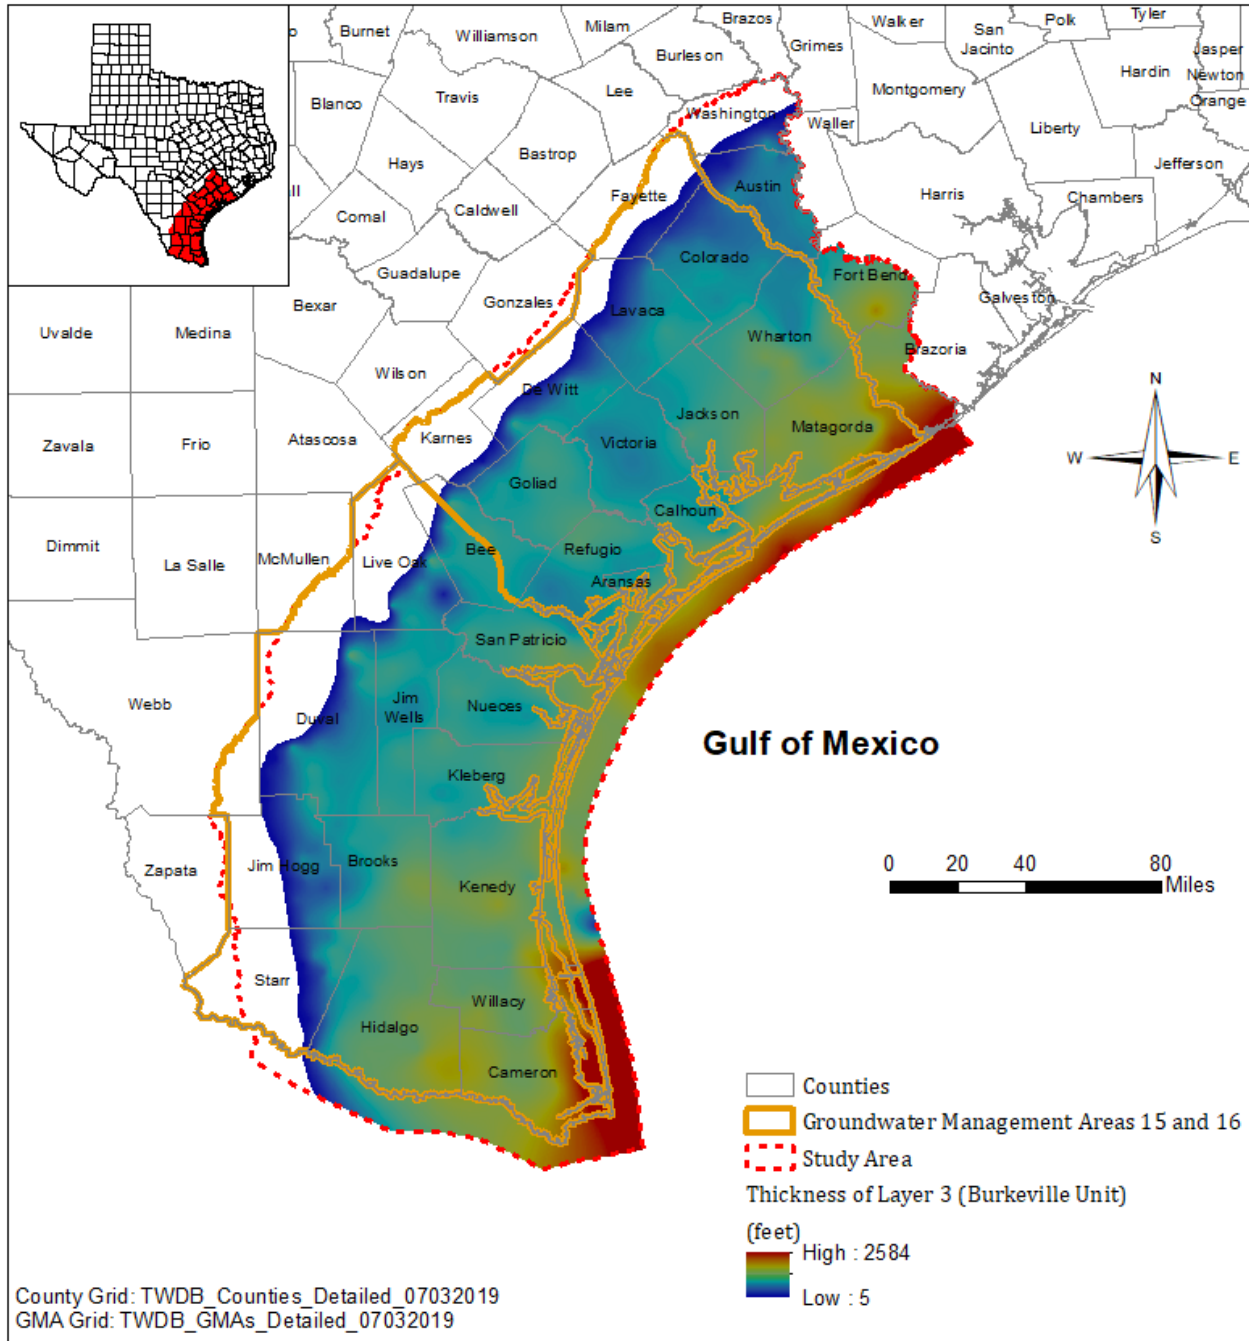 Burnet
Williamson
Milam
Brazos
Walker
Polk
Tyler
San
Jacinto
Grimes
Burleson
Jasper
Newton
Hardin
Orange
Blanco
Travis
Lee
Montgomery
Washington
Waller
Liberty
Bastrop
Jefferson
Hays
Austin
Harris
Chambers
Fayette
Caldwell
Comal
Colorado
Guadalupe
Fort Bend
Gonzales
Galveston
Bexar
Lavaca
Uvalde
Medina
Wharton
Brazoria
Wilson
De Witt
Jackson
Matagorda
Karnes
Atascosa
Frio
Zavala
Victoria
Goliad
Calhoun
Dimmit
La Salle
McMullen
Live Oak
Bee
Refugio
Aransas
San Patricio
Webb
Duval
Jim
Wells
Nueces
Kleberg
Zapata
Jim Hogg
Brooks
Kenedy
Starr
Willacy
Hidalgo
Cameron
Gulf of Mexico
N
W
E
S
0 20 40 80
Miles
Counties
Groundwater Management Areas 15 and 16
Study Area
Thickness of Layer 3 (Burkeville Unit)
(feet)
High : 2584
Low : 5
County Grid: TWDB_Counties_Detailed_07032019
GMA Grid: TWDB_GMAs_Detailed_07032019